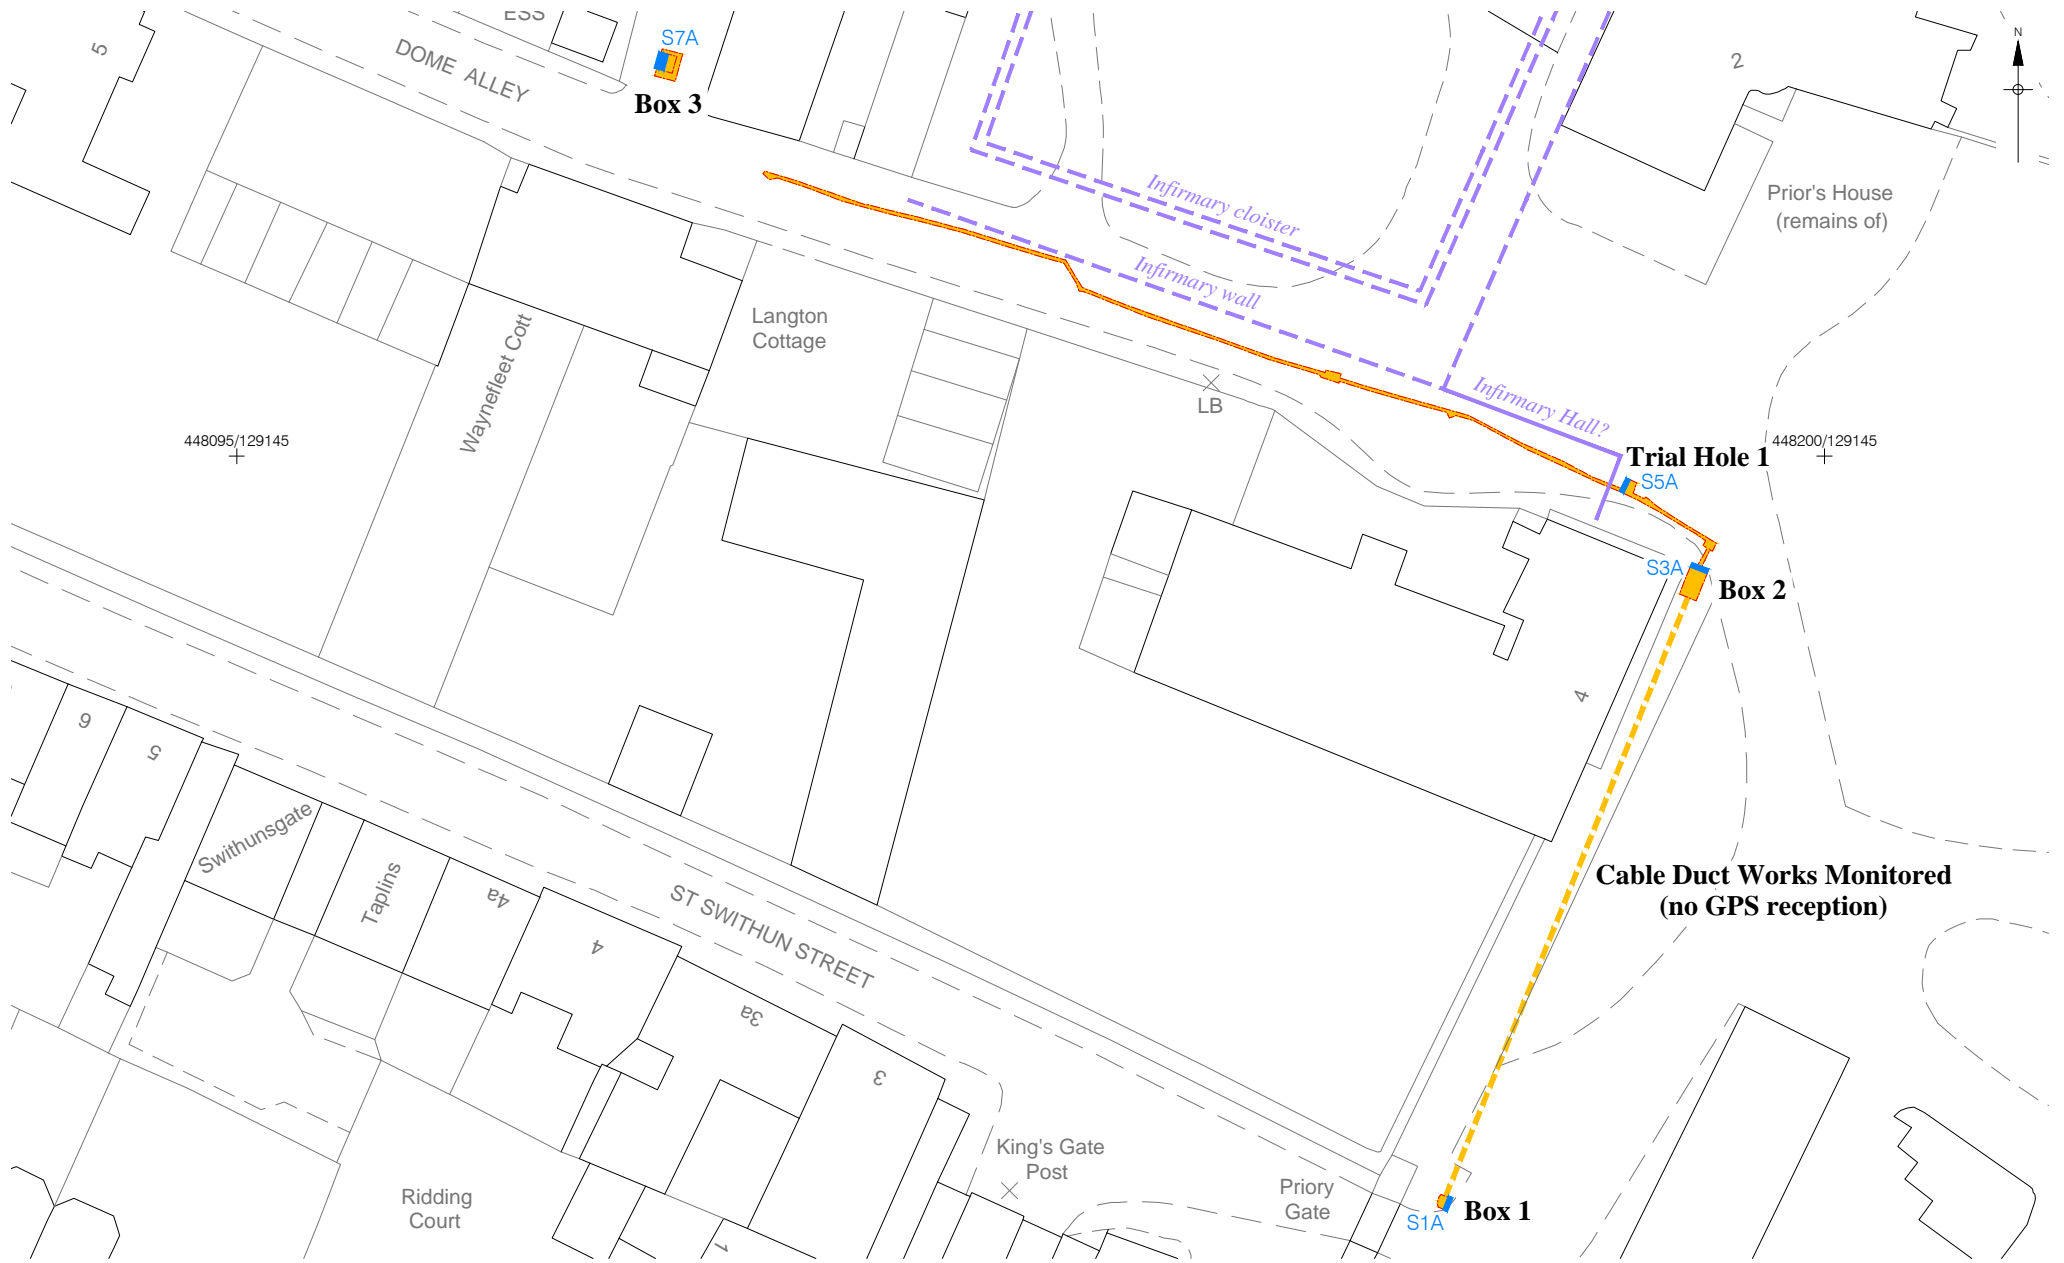 ESS
S7A
5
DOME ALLEY
Box 3
2
N
Prior's House
(remains of)
Infirmary cloister
Infirmary wall
Langton
Cottage
Waynefleet Cott
LB
Infirmary Hall?
448095/129145
448200/129145
Trial Hole 1
S5A
S3A
Box 2
4
6
5
Swithunsgate
Taplins
4a
4
ST SWITHUN STREET
Cable Duct Works Monitored
(no GPS reception)
3a
3
King's Gate
Post
Priory
Gate
Ridding
Court
S1A
Box 1
1